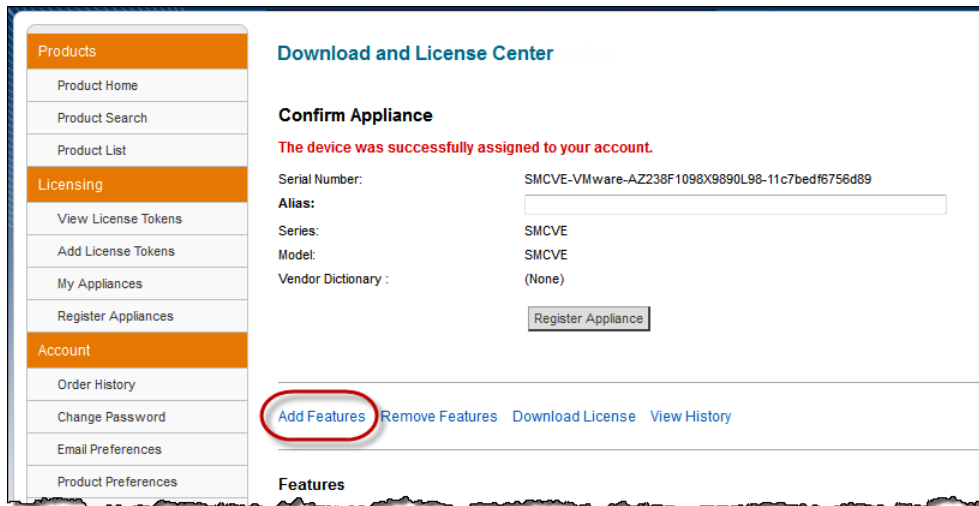 Products
Product Home
Product Search
Product List
Licensing
View License Tokens
Add License Tokens
My Appliances
Register Appliances
Account
Order History
Change Password
Email Preferences
Product Preferences
Download and License Center
Confirm Appliance
The device was successfully assigned to your account.
Serial Number: SMCVE-VMware-AZ238F1098X9890L98-11c7bedf6756d89
Alias:
Series: SMCVE
Model: SMCVE
Vendor Dictionary : (None)
Register Appliance
Add Features Remove Features Download License View History
Features